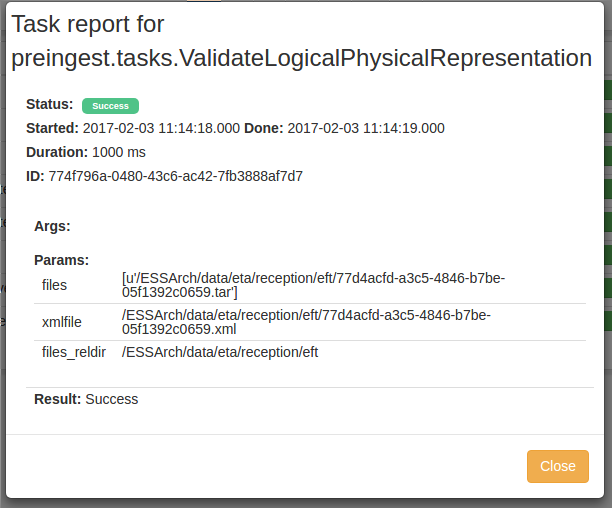 Task report for
preingest.tasks.ValidateLogicalPhysicalRepresentation
Status: Success
Started: 2017-02-03 11:14:18.000 Done: 2017-02-03 11:14:19.000
Duration: 1000 ms
ID: 774f796a-0480-43c6-ac42-7fb3888af7d7
Args:
Params:
files [u'/ESSArch/data/eta/reception/eft/77d4acfd-a3c5-4846-b7be-
05f1392c0659.tar']
xmlfile /ESSArch/data/eta/reception/eft/77d4acfd-a3c5-4846-b7be-
05f1392c0659.xml
files_reldir /ESSArch/data/eta/reception/eft
Result: Success
Close